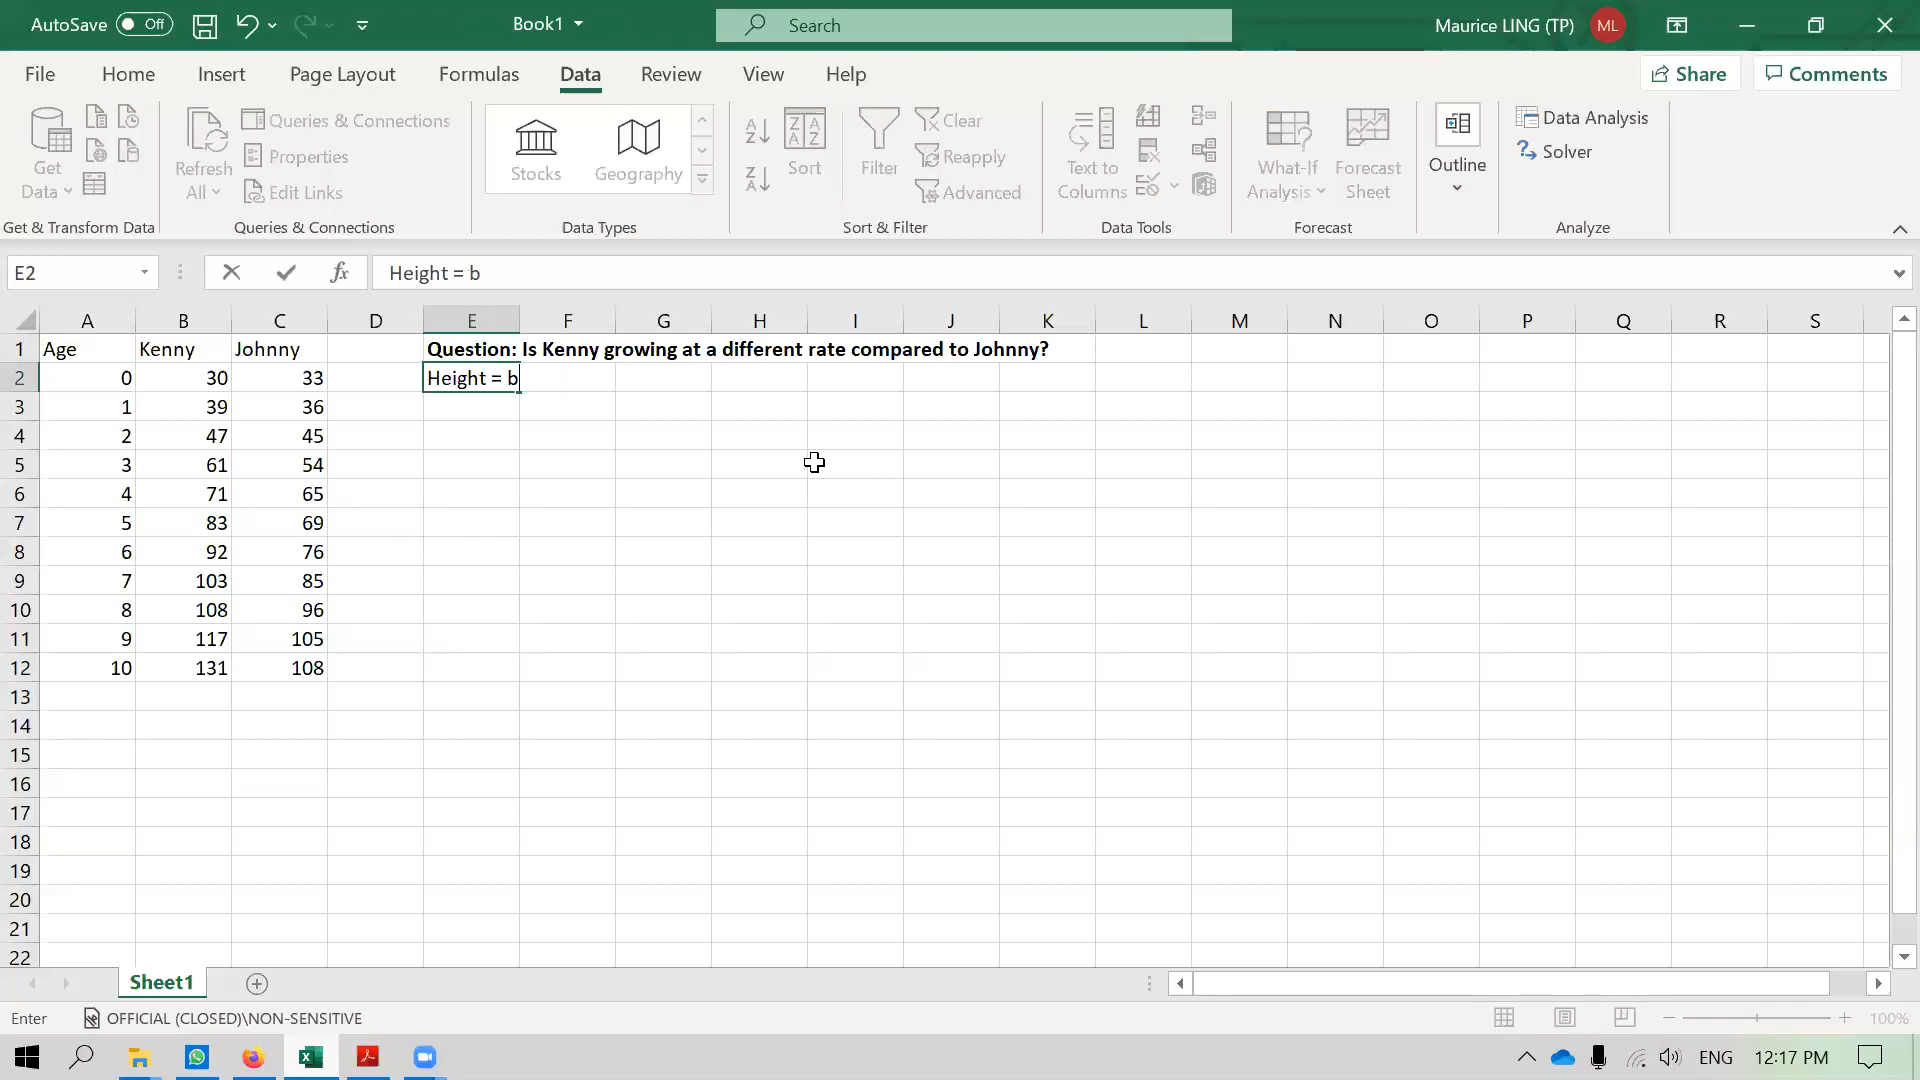 AutoSave Off Book1 Search Maurice LING (TP) ML
File Home Insert Page Layout Formulas Data Review View Help Share Comments
Get Data
Refresh All
Queries & Connections
Properties
Edit Links
Stocks
Geography
Sort
Filter
Clear
Reapply
Advanced
Text to Columns
What-If Analysis
Forecast Sheet
Outline
Data Analysis
Solver
Get & Transform Data Queries & Connections Data Types Sort & Filter Data Tools Forecast Analyze
E2 fx Height = b
A B C D E F G H I J K L M N O P Q R S
1 Age Kenny Johnny Question: Is Kenny growing at a different rate compared to Johnny?
2 0 30 33 Height = b
3 1 39 36
4 2 47 45
5 3 61 54
6 4 71 65
7 5 83 69
8 6 92 76
9 7 103 85
10 8 108 96
11 9 117 105
12 10 131 108
13
14
15
16
17
18
19
20
21
22
Sheet1
Enter OFFICIAL (CLOSED)\NON-SENSITIVE 100%
ENG 12:17 PM